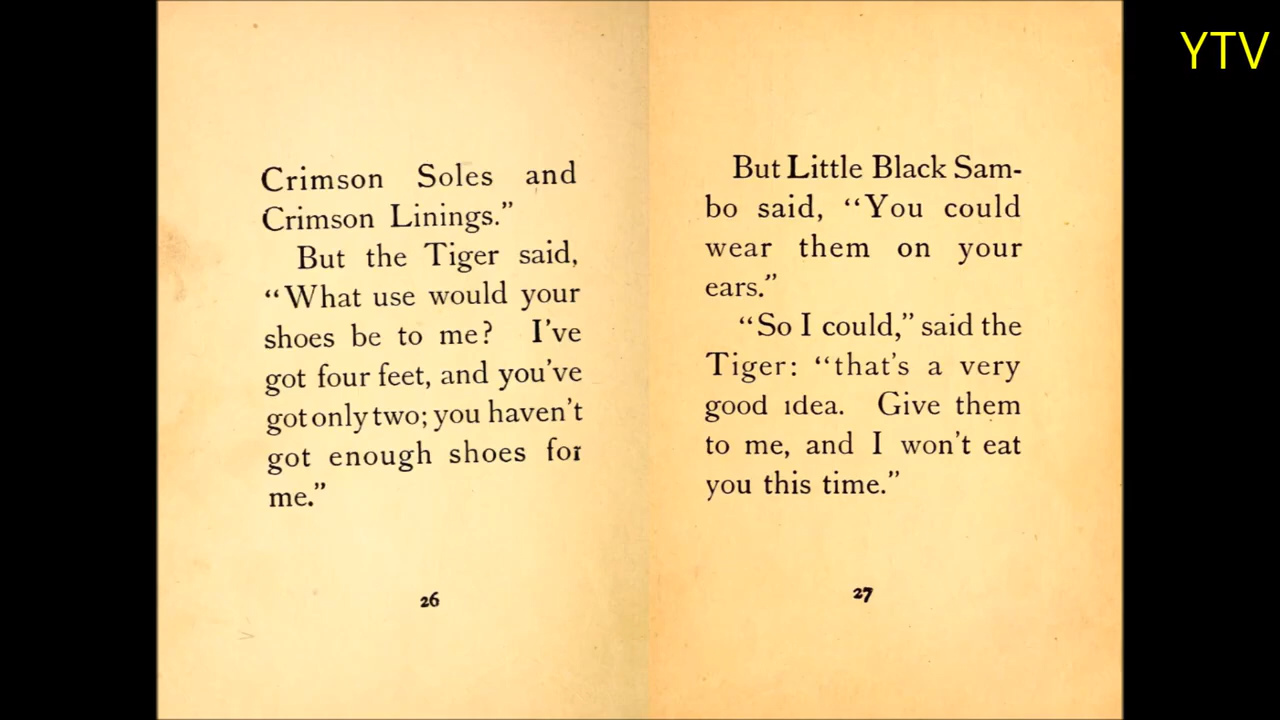 YTV
Crimson Soles and
Crimson Linings.”
But the Tiger said,
“What use would your
shoes be to me? I’ve
got four feet, and you’ve
got only two; you haven’t
got enough shoes for
me.”
26
But Little Black Sam-
bo said, “You could
wear them on your
ears.”
“So I could,” said the
Tiger: “that’s a very
good idea. Give them
to me, and I won’t eat
you this time.”
27